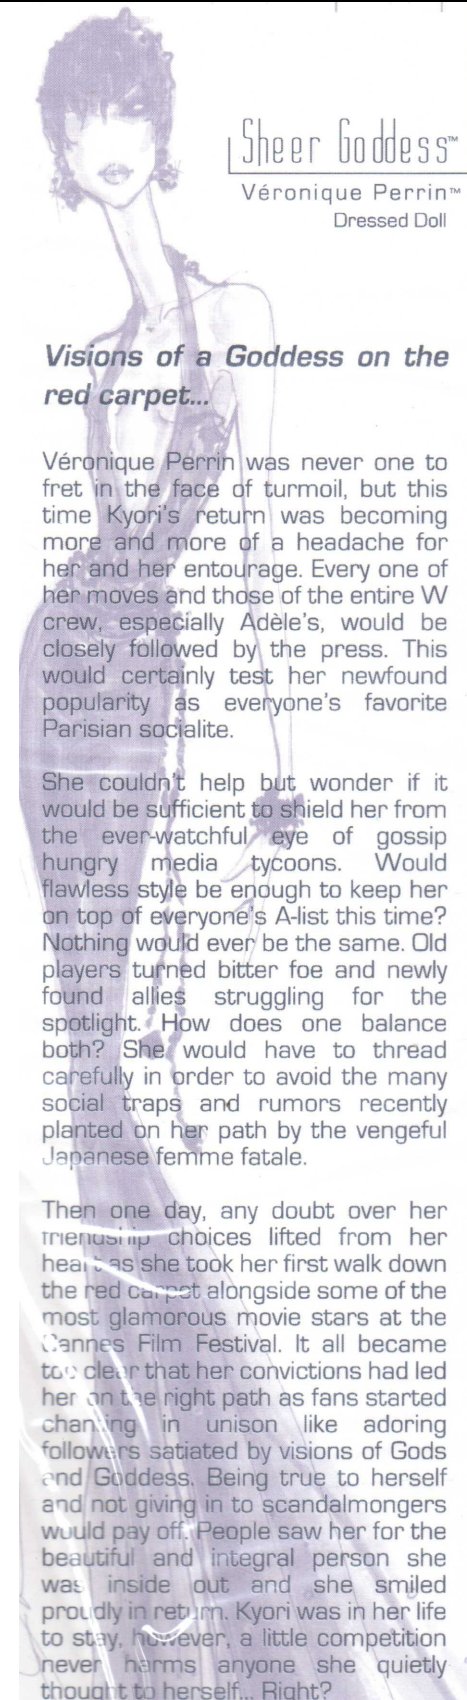 Sheer Goddess™
Véronique Perrin™
Dressed Doll
Visions of a Goddess on the
red carpet...
Véronique Perrin was never one to
fret in the face of turmoil, but this
time Kyori's return was becoming
more and more of a headache for
her and her entourage. Every one of
her moves and those of the entire W
crew, especially Adèle's, would be
closely followed by the press. This
would certainly test her newfound
popularity as everyone's favorite
Parisian socialite.
She couldn't help but wonder if it
would be sufficient to shield her from
the ever-watchful eye of gossip
hungry media tycoons. Would
flawless style be enough to keep her
on top of everyone's A-list this time?
Nothing would ever be the same. Old
players turned bitter foe and newly
found allies struggling for the
spotlight. How does one balance
both? She would have to thread
carefully in order to avoid the many
social traps and rumors recently
planted on her path by the vengeful
Japanese femme fatale.
Then one day, any doubt over her
friendship choices lifted from her
heart as she took her first walk down
the red carpet alongside some of the
most glamorous movie stars at the
Cannes Film Festival. It all became
too clear that her convictions had led
her on the right path as fans started
chanting in unison like adoring
followers satiated by visions of Gods
and Goddess. Being true to herself
and not giving in to scandalmongers
would pay off. People saw her for the
beautiful and integral person she
was inside out and she smiled
proudly in return. Kyori was in her life
to stay, however, a little competition
never harms anyone she quietly
thought to herself... Right?